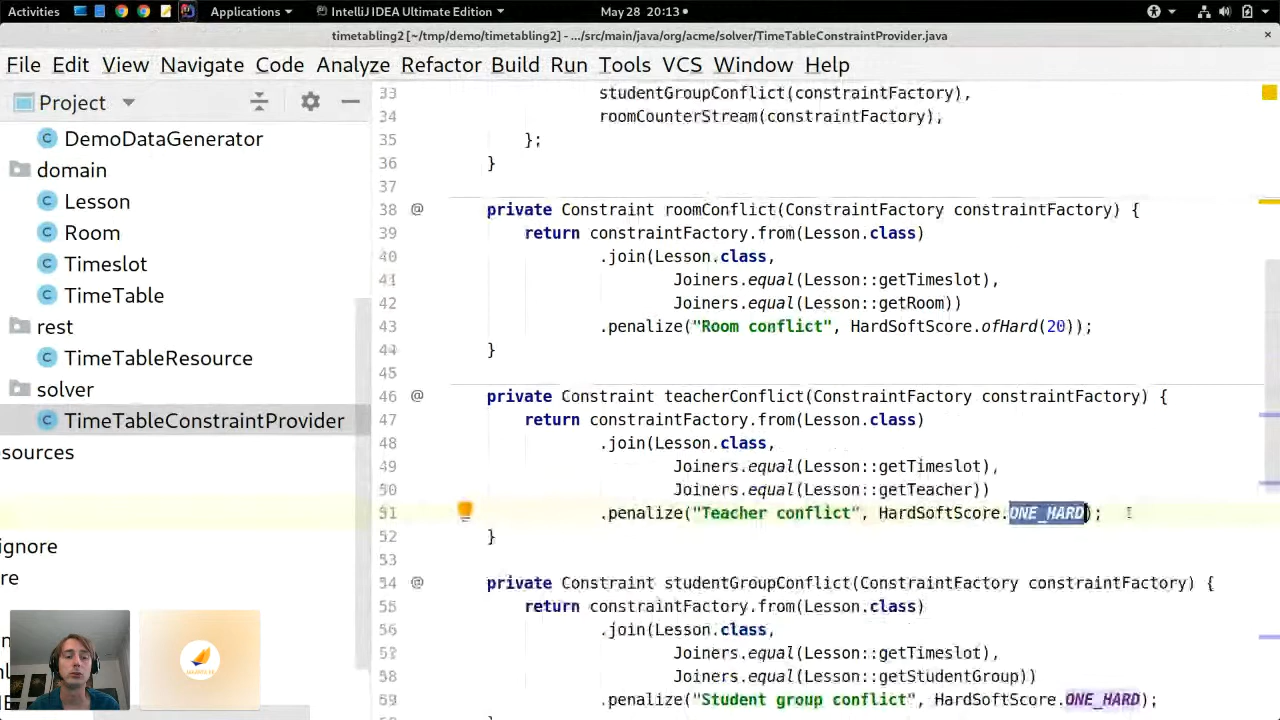 Activities Applications IntelliJ IDEA Ultimate Edition May 28 20:13
timetabling2 [~/tmp/demo/timetabling2] - .../src/main/java/org/acme/solver/TimeTableConstraintProvider.java
File Edit View Navigate Code Analyze Refactor Build Run Tools VCS Window Help
Project
DemoDataGenerator
domain
Lesson
Room
Timeslot
TimeTable
rest
TimeTableResource
solver
TimeTableConstraintProvider
esources
ignore
re
33 studentGroupConflict(constraintFactory),
34 roomCounterStream(constraintFactory),
35 };
36 }
37
38 @ private Constraint roomConflict(ConstraintFactory constraintFactory) {
39 return constraintFactory.from(Lesson.class)
40 .join(Lesson.class,
41 Joiners.equal(Lesson::getTimeslot),
42 Joiners.equal(Lesson::getRoom))
43 .penalize("Room conflict", HardSoftScore.ofHard(20));
44 }
45
46 @ private Constraint teacherConflict(ConstraintFactory constraintFactory) {
47 return constraintFactory.from(Lesson.class)
48 .join(Lesson.class,
49 Joiners.equal(Lesson::getTimeslot),
50 Joiners.equal(Lesson::getTeacher))
51 .penalize("Teacher conflict", HardSoftScore.ONE_HARD);
52 }
53
54 @ private Constraint studentGroupConflict(ConstraintFactory constraintFactory) {
55 return constraintFactory.from(Lesson.class)
56 .join(Lesson.class,
57 Joiners.equal(Lesson::getTimeslot),
58 Joiners.equal(Lesson::getStudentGroup))
59 .penalize("Student group conflict", HardSoftScore.ONE_HARD);